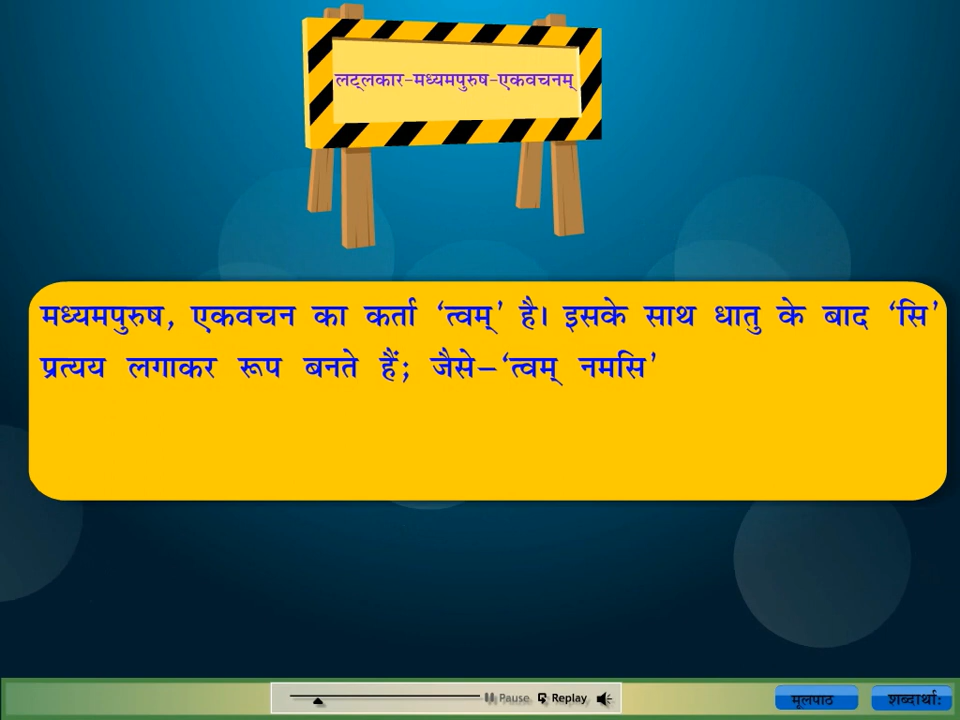 लट्लकार-मध्यमपुरुष-एकवचनम्
मध्यमपुरुष, एकवचन का कर्ता ‘त्वम्’ है। इसके साथ धातु के बाद ‘सि’
प्रत्यय लगाकर रूप बनते हैं; जैसे–‘त्वम् नमसि’
Pause Replay मूलपाठ शब्दार्थाः